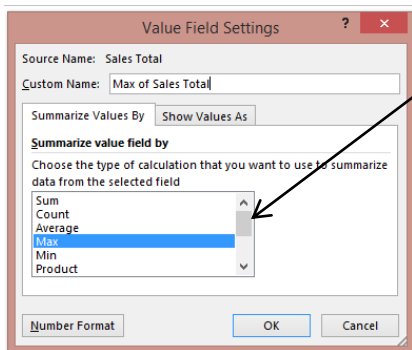 Value Field Settings ? ×
Source Name: Sales Total
Custom Name: Max of Sales Total
Summarize Values By Show Values As
Summarize value field by
Choose the type of calculation that you want to use to summarize
data from the selected field
Sum
Count
Average
Max
Min
Product
Number Format OK Cancel